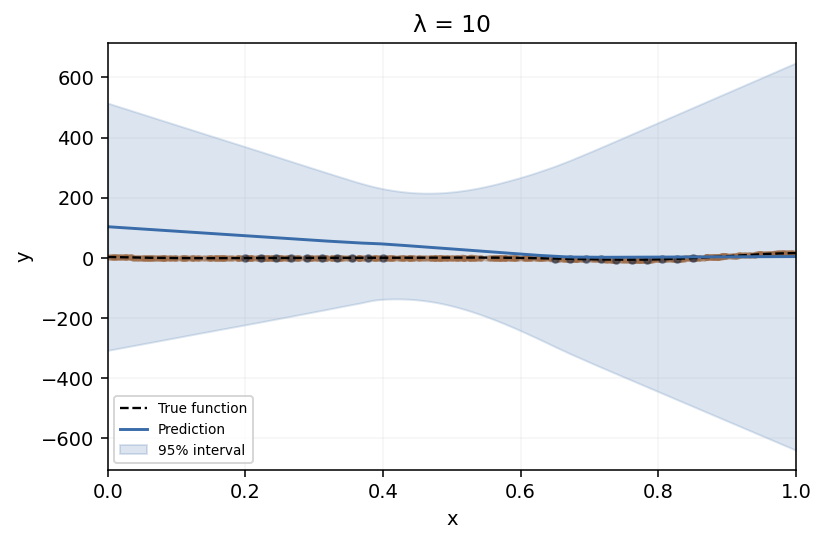 λ = 10
600
400
200
0
−200
−400
−600
y
True function
Prediction
95% interval
0.0 0.2 0.4 0.6 0.8 1.0
x